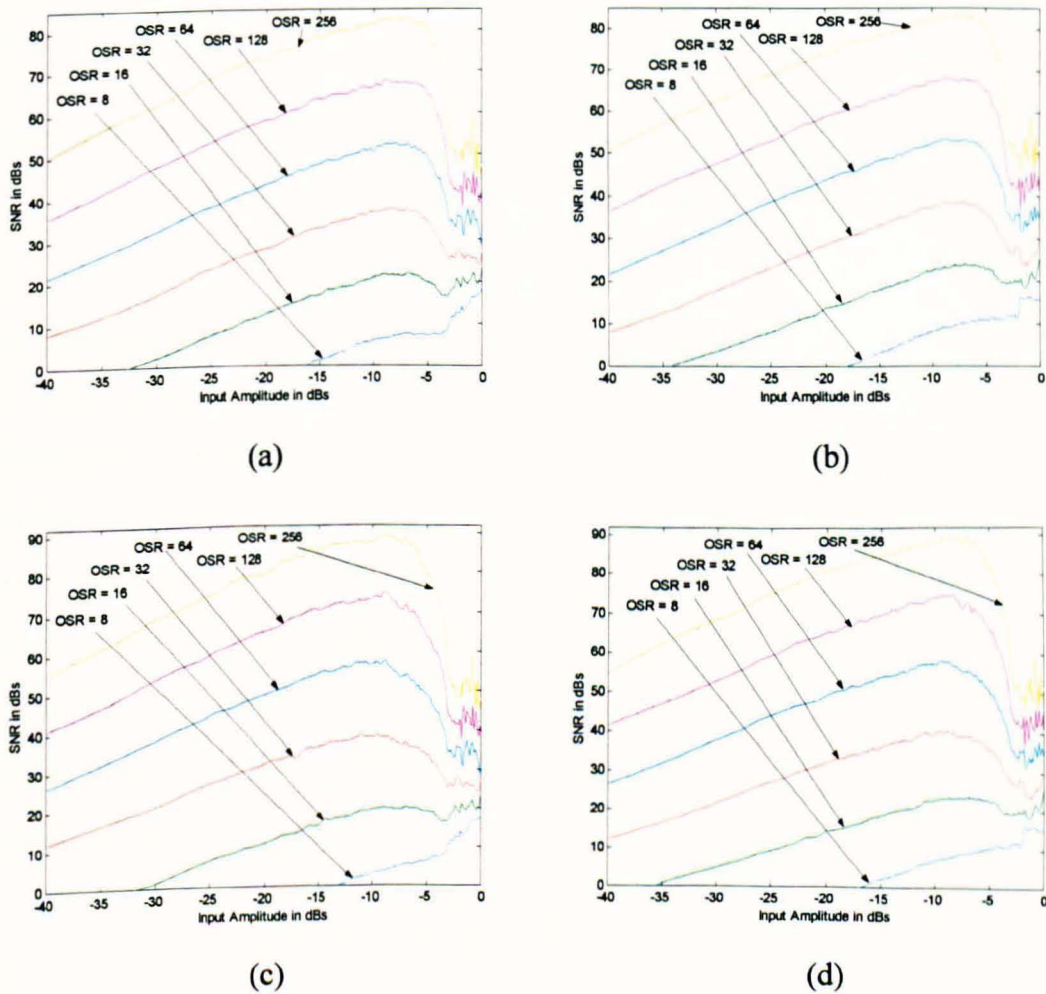 OSR = 256
OSR = 64
OSR = 128
OSR = 32
OSR = 16
OSR = 8
80
70
60
50
40
30
20
10
0
SNR in dBs
-40
-35
-30
-25
-20
-15
-10
-5
0
Input Amplitude in dBs
(a)
OSR = 256
OSR = 64
OSR = 128
OSR = 32
OSR = 16
OSR = 8
80
70
60
50
40
30
20
10
0
SNR in dBs
-40
-35
-30
-25
-20
-15
-10
-5
0
Input Amplitude in dBs
(b)
OSR = 256
OSR = 64
OSR = 128
OSR = 32
OSR = 16
OSR = 8
90
80
70
60
50
40
30
20
10
0
SNR in dBs
-40
-35
-30
-25
-20
-15
-10
-5
0
Input Amplitude in dBs
(c)
OSR = 256
OSR = 64
OSR = 128
OSR = 32
OSR = 16
OSR = 8
90
80
70
60
50
40
30
20
10
0
SNR in dBs
-40
-35
-30
-25
-20
-15
-10
-5
0
Input Amplitude in dBs
(d)